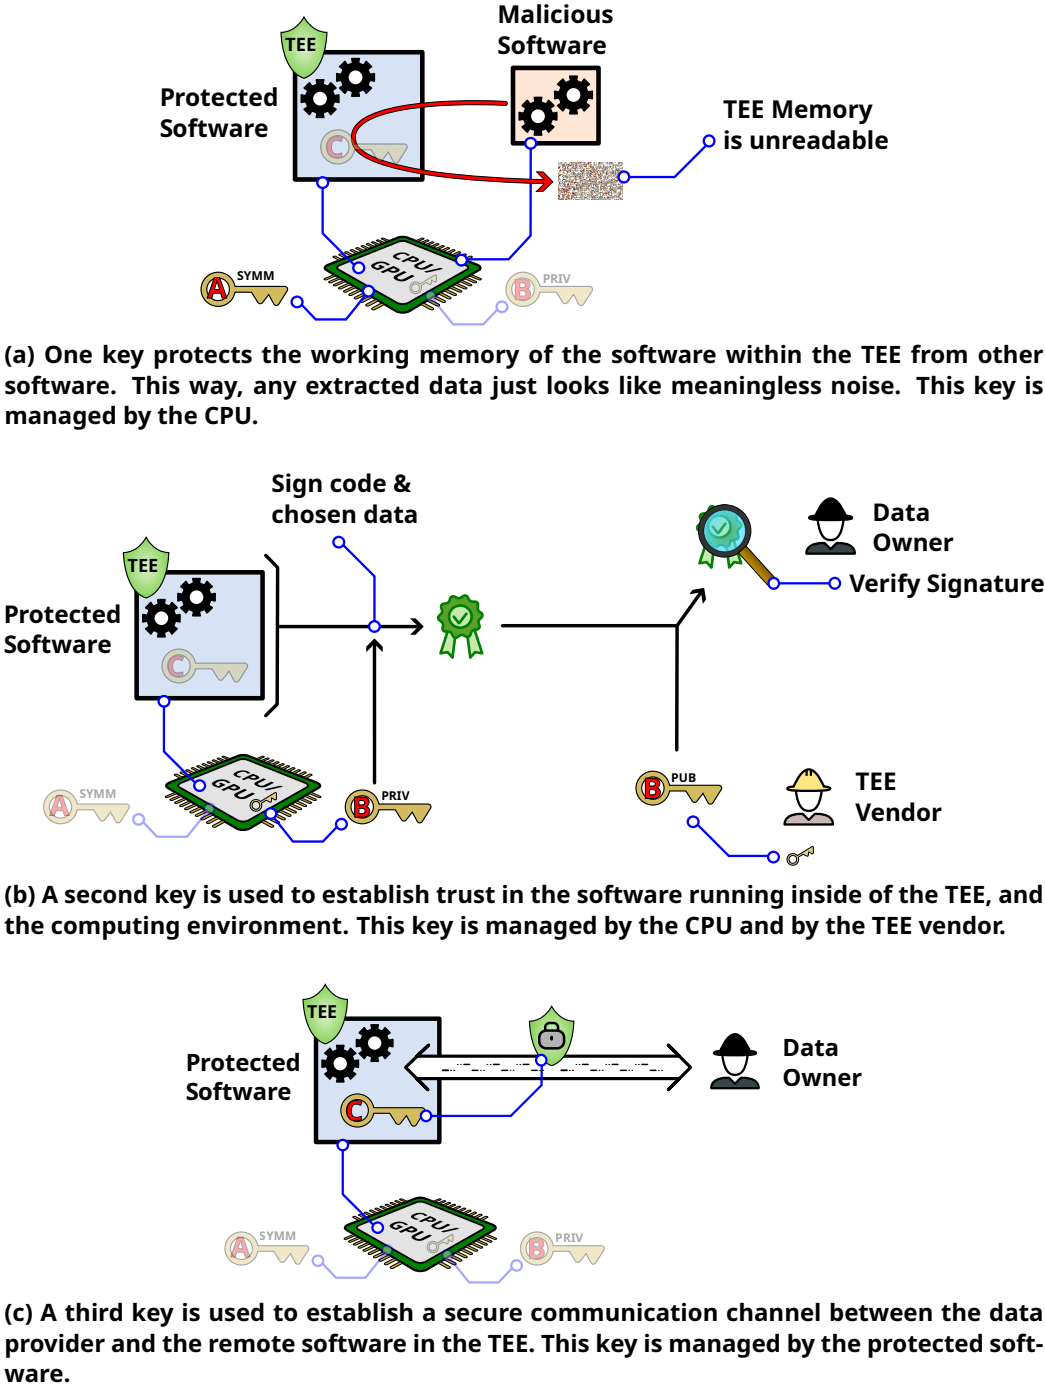 Malicious
Software
TEE
Protected
Software
C
TEE Memory
is unreadable
CPU/
GPU
A SYMM
B PRIV
(a) One key protects the working memory of the software within the TEE from other
software. This way, any extracted data just looks like meaningless noise. This key is
managed by the CPU.
Sign code &
chosen data
Data
Owner
TEE
Verify Signature
Protected
Software
C
CPU/
GPU
A SYMM
B PRIV
B PUB
TEE
Vendor
(b) A second key is used to establish trust in the software running inside of the TEE, and
the computing environment. This key is managed by the CPU and by the TEE vendor.
TEE
Protected
Software
Data
Owner
C
CPU/
GPU
A SYMM
B PRIV
(c) A third key is used to establish a secure communication channel between the data
provider and the remote software in the TEE. This key is managed by the protected soft-
ware.